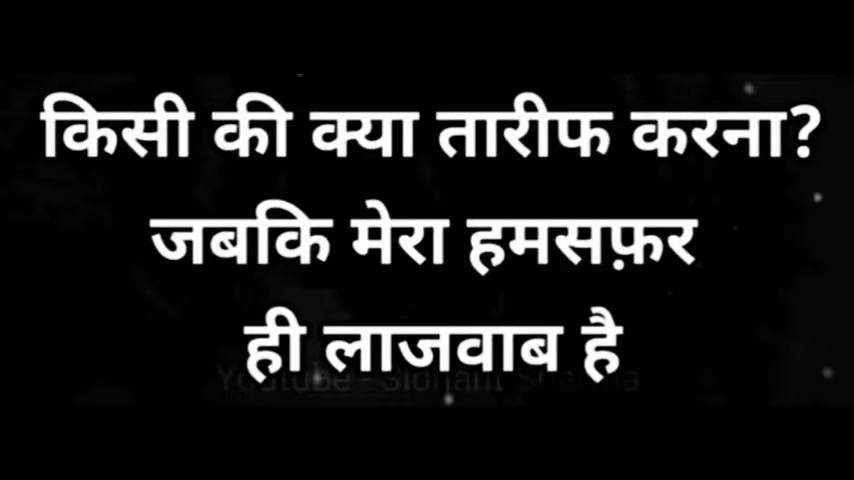 किसी की क्या तारीफ करना?
जबकि मेरा हमसफ़र
ही लाजवाब है